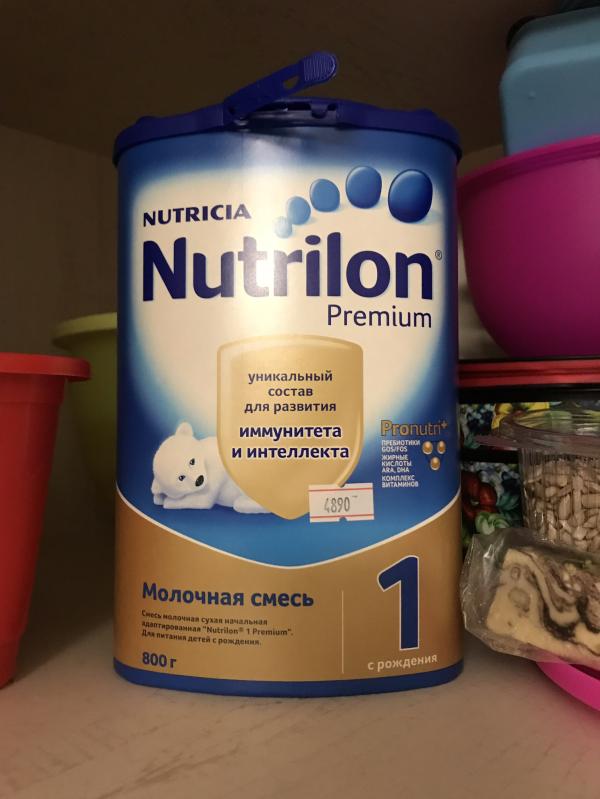 NUTRICIA
Nutrilon®
Premium
уникальный
состав
для развития
иммунитета
и интеллекта
Pronutri+
ПРЕБИОТИКИ
GOS/FOS
ЖИРНЫЕ
КИСЛОТЫ
ARA, DHA
КОМПЛЕКС
ВИТАМИНОВ
4890
Молочная смесь
Смесь молочная сухая начальная
адаптированная "Nutrilon® 1 Premium".
Для питания детей с рождения.
800 г
1
с рождения